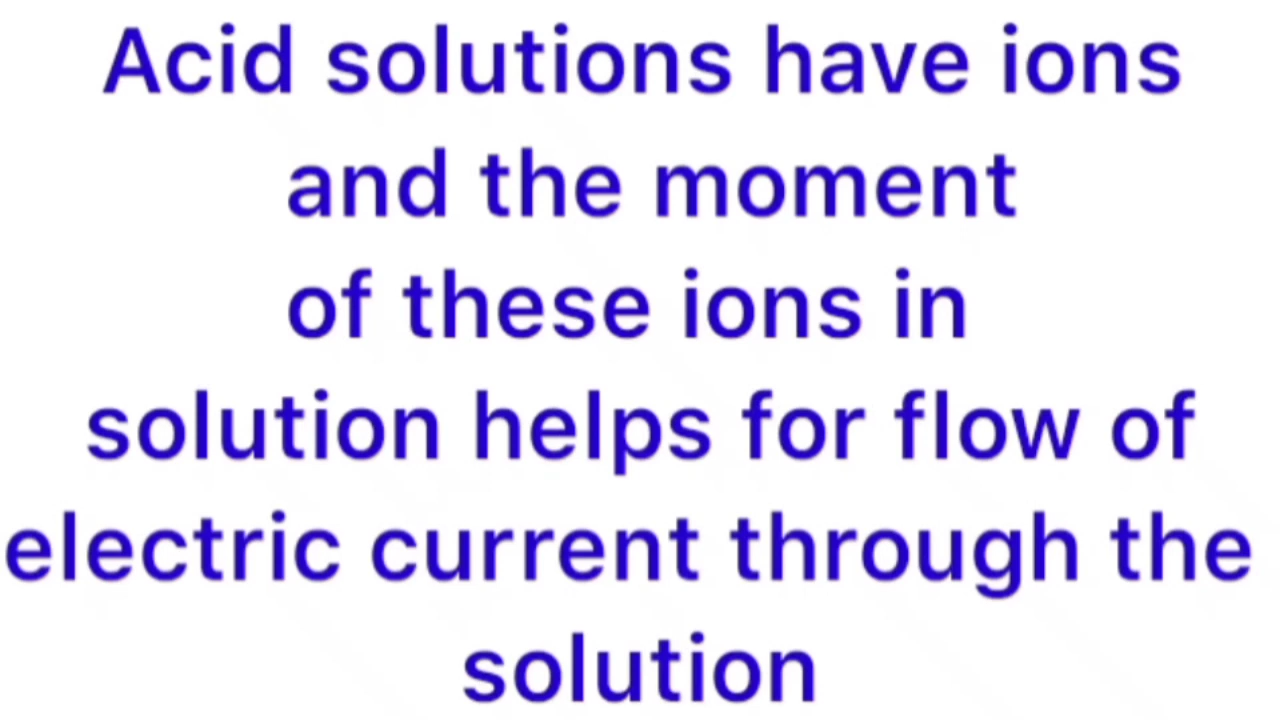 Acid solutions have ions
and the moment
of these ions in
solution helps for flow of
electric current through the
solution